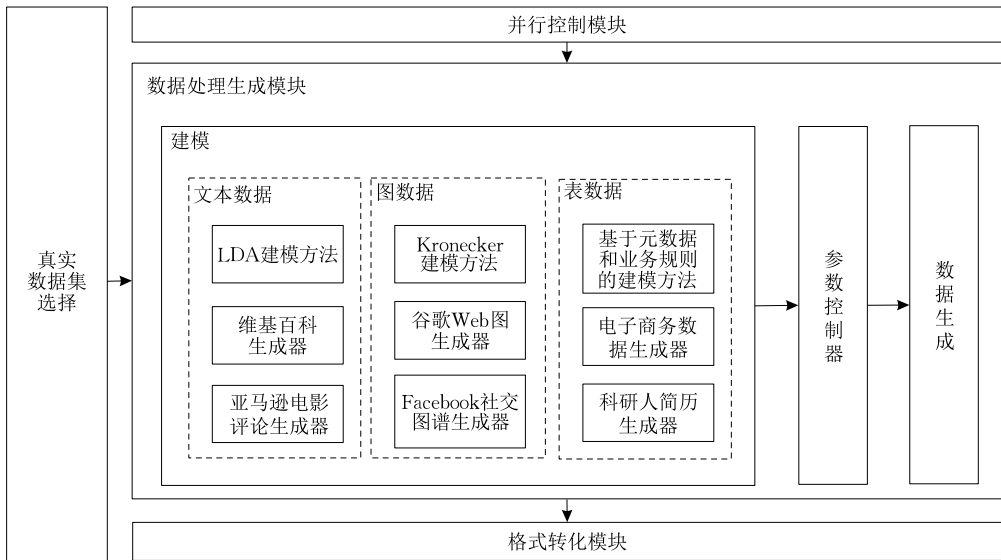 并行控制模块
真实
数据集
选择
数据处理生成模块
建模
文本数据
LDA建模方法
维基百科
生成器
亚马逊电影
评论生成器
图数据
Kronecker
建模方法
谷歌Web图
生成器
Facebook社交
图谱生成器
表数据
基于元数据
和业务规则
的建模方法
电子商务数
据生成器
科研人简历
生成器
参数控制器
数据生成
格式转化模块